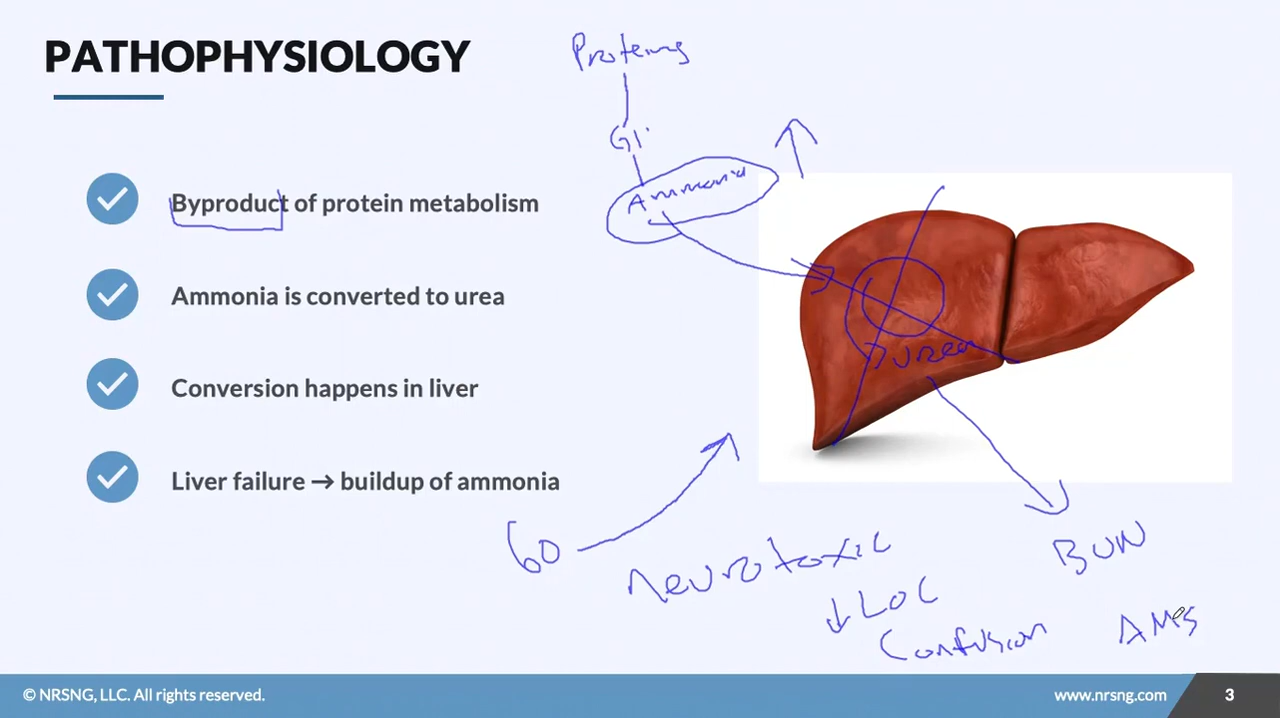 PATHOPHYSIOLOGY
Proteins
GI
Ammonia
Byproduct of protein metabolism
Ammonia is converted to urea
Urea
Conversion happens in liver
Liver failure → buildup of ammonia
60
Neurotoxic
BUN
↓ LOC
Confusion
AMS
© NRSNG, LLC. All rights reserved.
www.nrsng.com
3